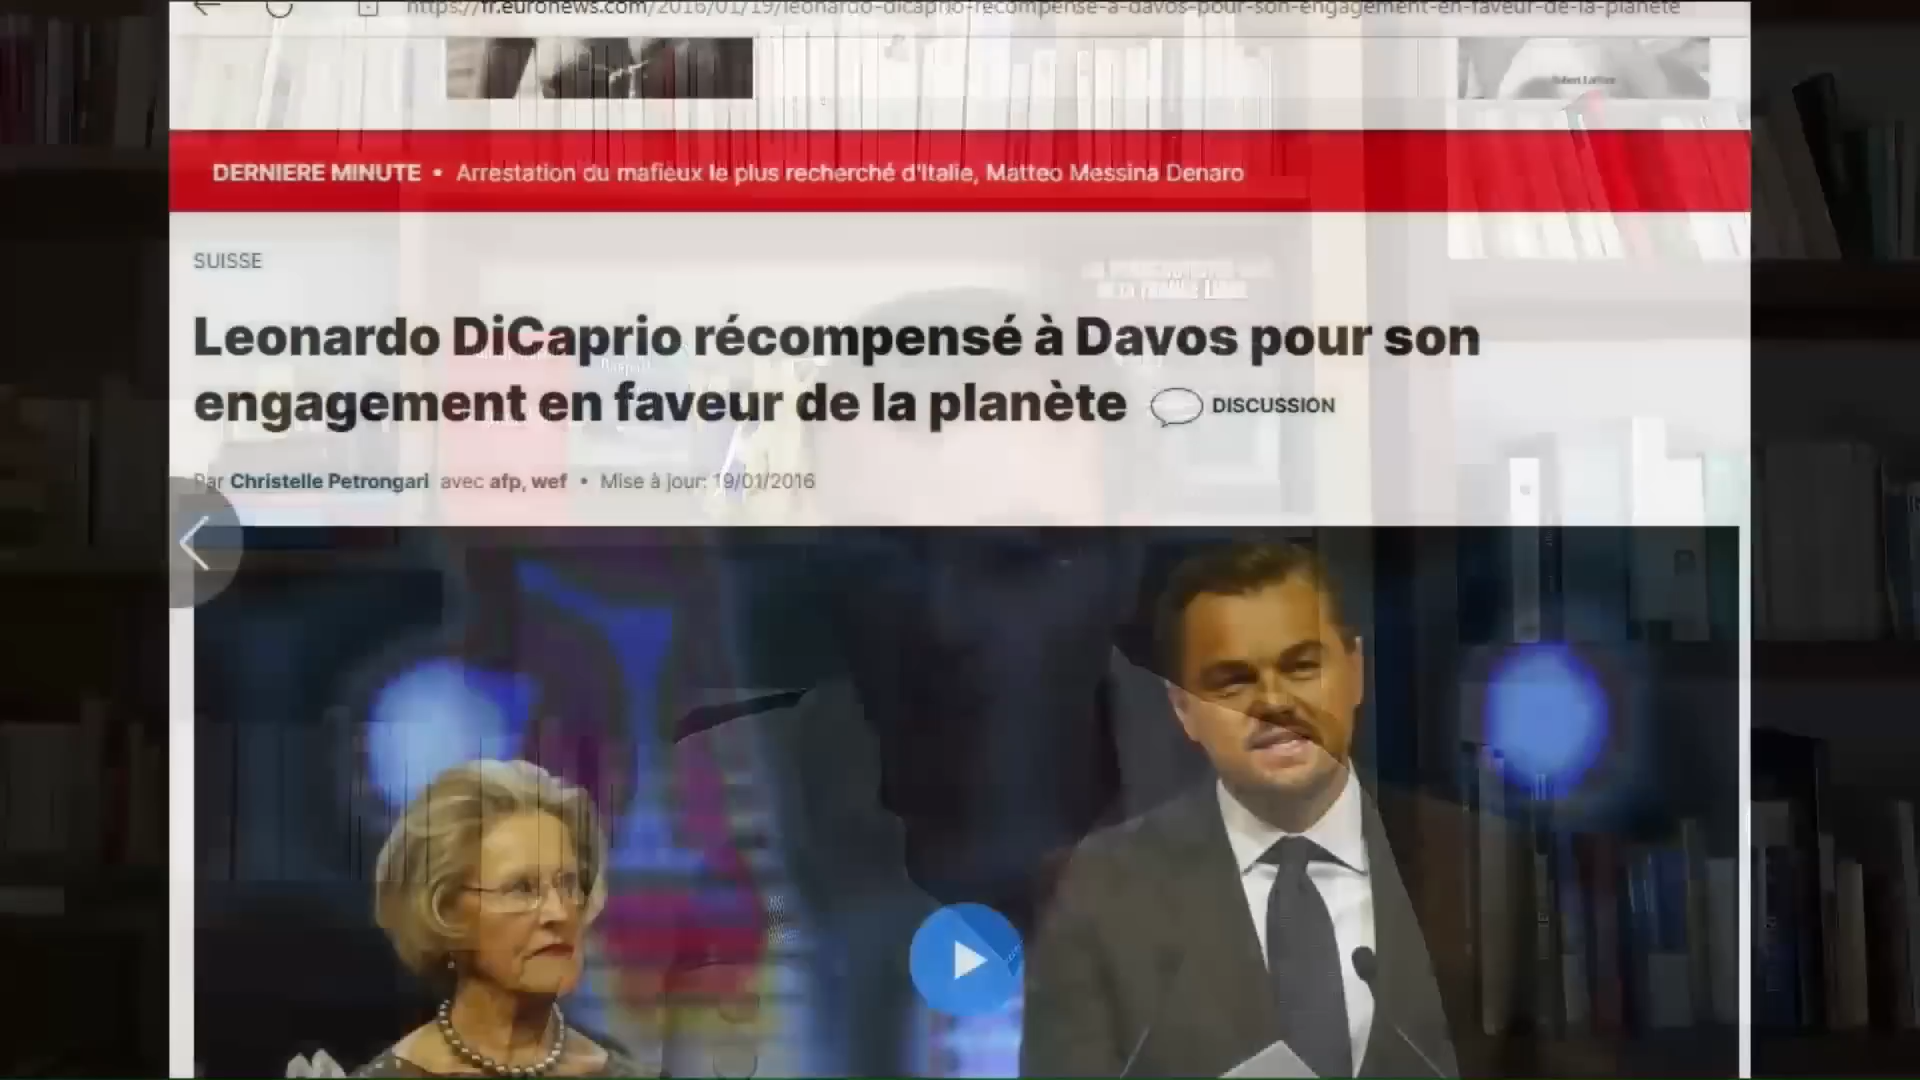 https://fr.euronews.com/2016/01/19/leonardo-dicaprio-recompense-a-davos-pour-son-engagement-en-faveur-de-la-planete
DERNIERE MINUTE • Arrestation du mafieux le plus recherché d'Italie, Matteo Messina Denaro
SUISSE
Leonardo DiCaprio récompensé à Davos pour son
engagement en faveur de la planète DISCUSSION
Par Christelle Petrongari avec afp, wef • Mise à jour: 19/01/2016